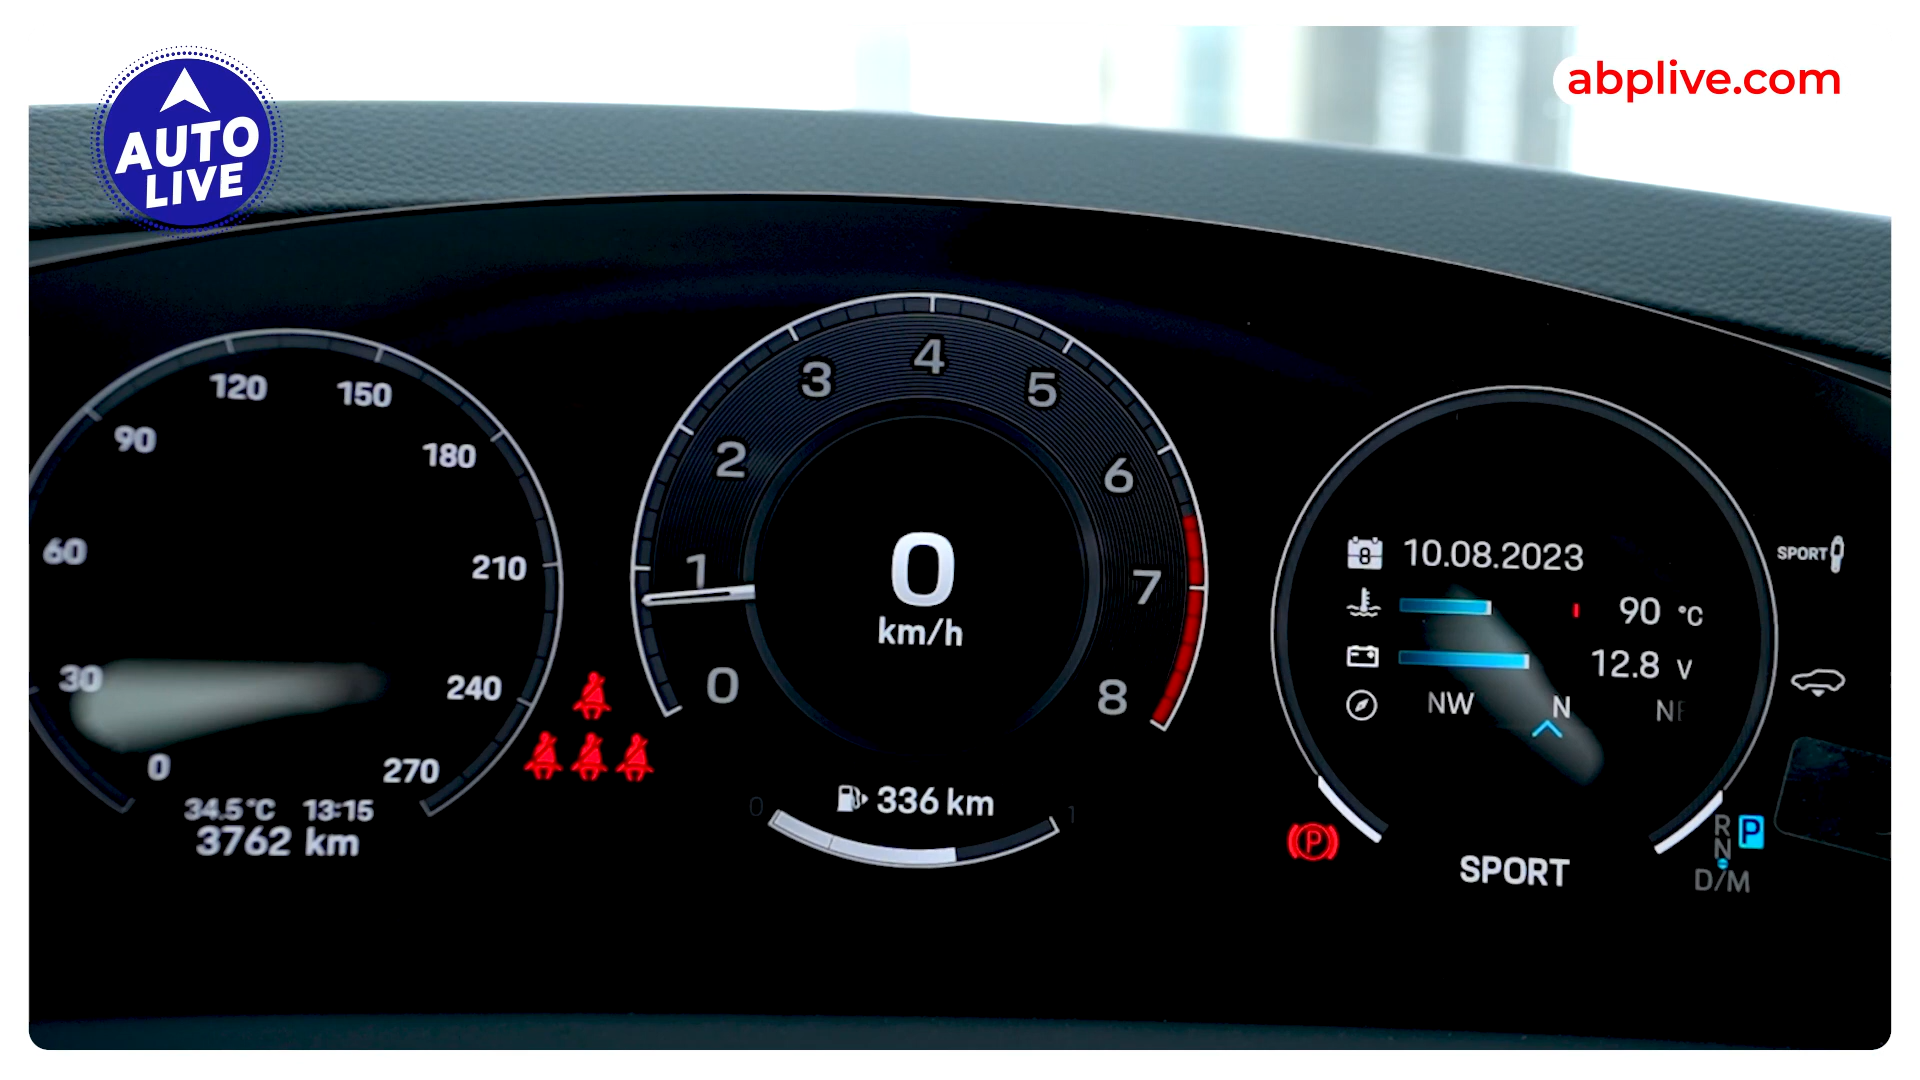 AUTO
LIVE
abplive.com
0
30
60
90
120
150
180
210
240
270
34.5°C 13:15
3762 km
0
1
2
3
4
5
6
7
8
0
km/h
336 km
0
1
8
10.08.2023
90 °C
12.8 V
NW N
P
SPORT
SPORT
R P
N
D/M